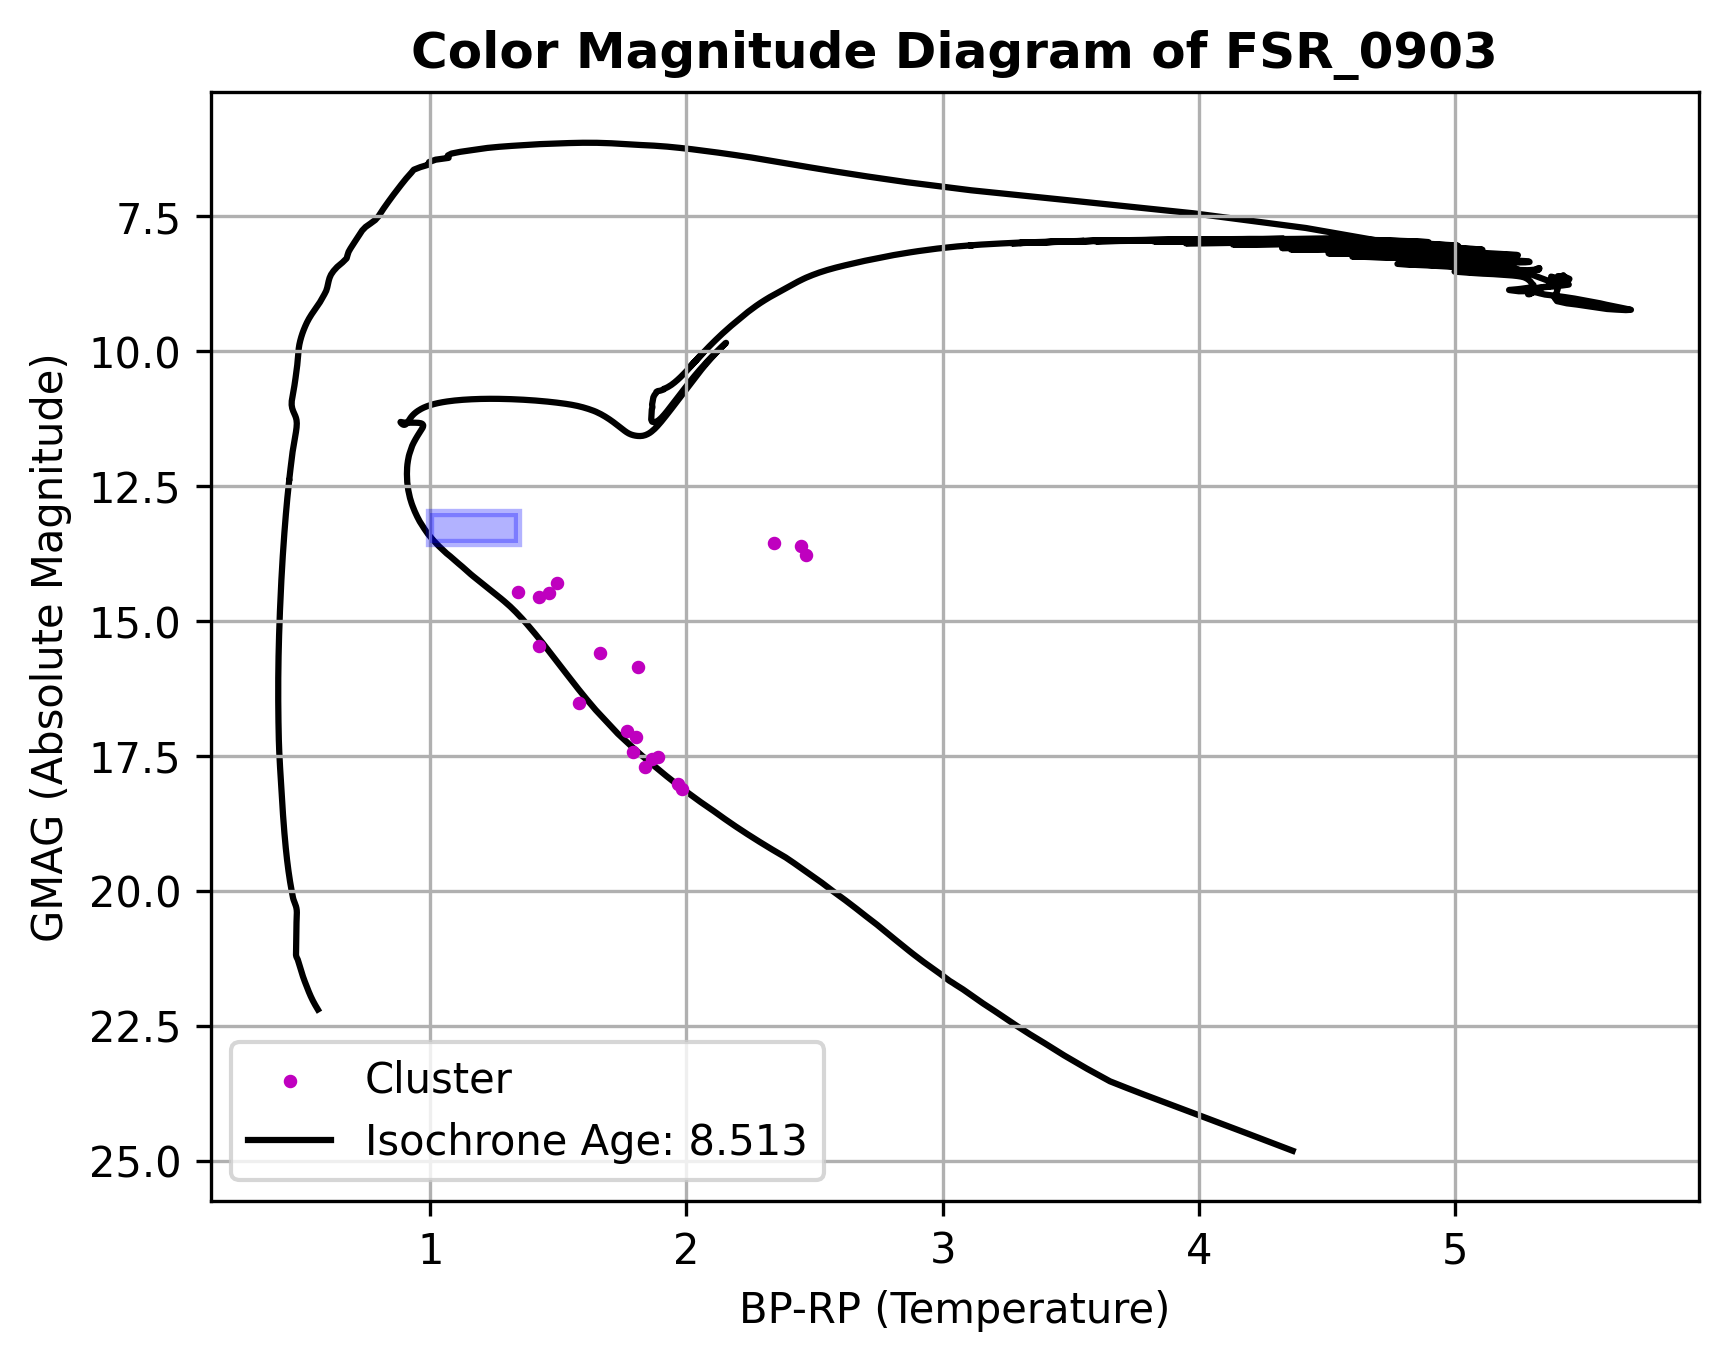 Color Magnitude Diagram of FSR_0903
GMAG (Absolute Magnitude)
7.5
10.0
12.5
15.0
17.5
20.0
22.5
25.0
Cluster
Isochrone Age: 8.513
1 2 3 4 5
BP-RP (Temperature)